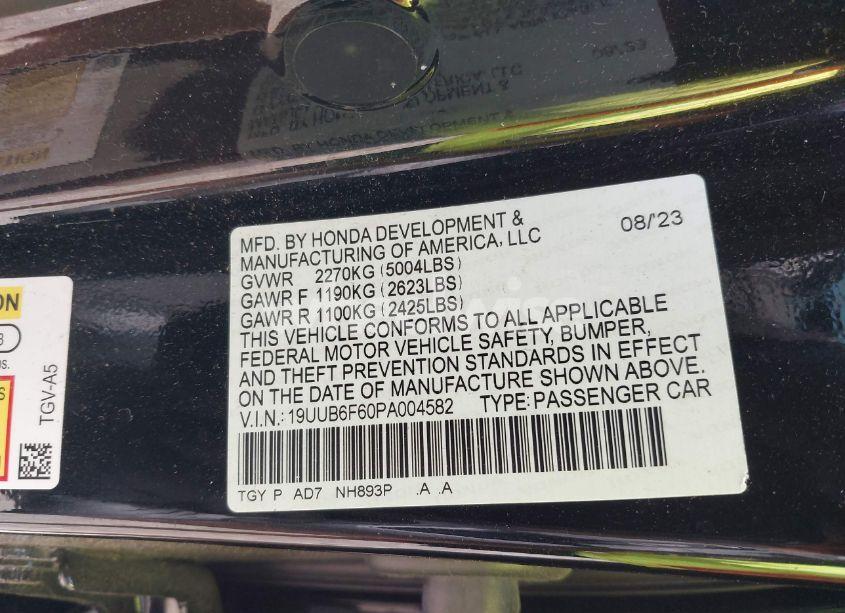 MFD. BY HONDA DEVELOPMENT &
MANUFACTURING OF AMERICA, LLC
08/'23
GVWR 2270KG (5004LBS)
GAWR F 1190KG (2623LBS)
GAWR R 1100KG (2425LBS)
THIS VEHICLE CONFORMS TO ALL APPLICABLE
FEDERAL MOTOR VEHICLE SAFETY, BUMPER,
AND THEFT PREVENTION STANDARDS IN EFFECT
ON THE DATE OF MANUFACTURE SHOWN ABOVE.
V.I.N.: 19UUB6F60PA004582 TYPE: PASSENGER CAR
TGY P AD7 NH893P .A .A
TGV-A5